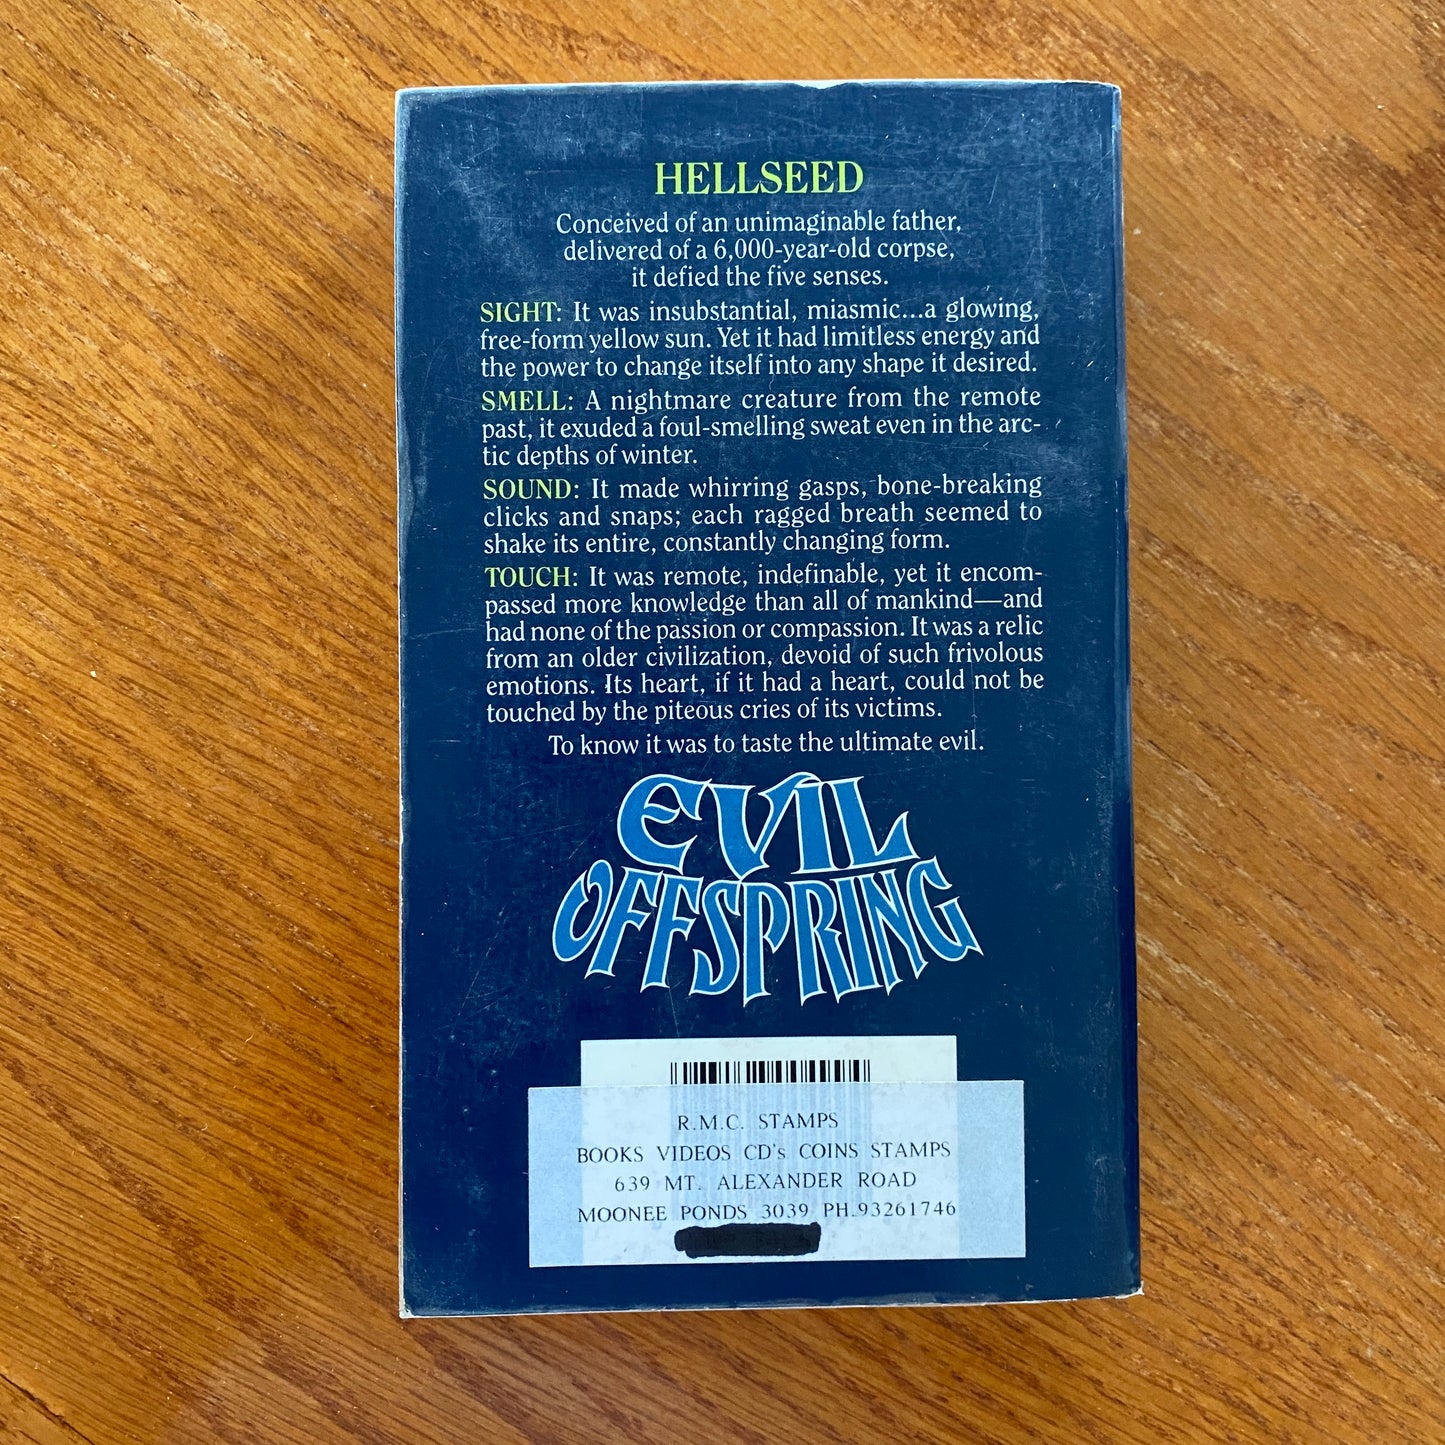 HELLSEED
Conceived of an unimaginable father,
delivered of a 6,000-year-old corpse,
it defied the five senses.
SIGHT: It was insubstantial, miasmic...a glowing,
free-form yellow sun. Yet it had limitless energy and
the power to change itself into any shape it desired.
SMELL: A nightmare creature from the remote
past, it exuded a foul-smelling sweat even in the arc-
tic depths of winter.
SOUND: It made whirring gasps, bone-breaking
clicks and snaps; each ragged breath seemed to
shake its entire, constantly changing form.
TOUCH: It was remote, indefinable, yet it encom-
passed more knowledge than all of mankind—and
had none of the passion or compassion. It was a relic
from an older civilization, devoid of such frivolous
emotions. Its heart, if it had a heart, could not be
touched by the piteous cries of its victims.
To know it was to taste the ultimate evil.
EVIL
OFFSPRING
R.M.C. STAMPS
BOOKS VIDEOS CD's COINS STAMPS
639 MT. ALEXANDER ROAD
MOONEE PONDS 3039 PH.93261746